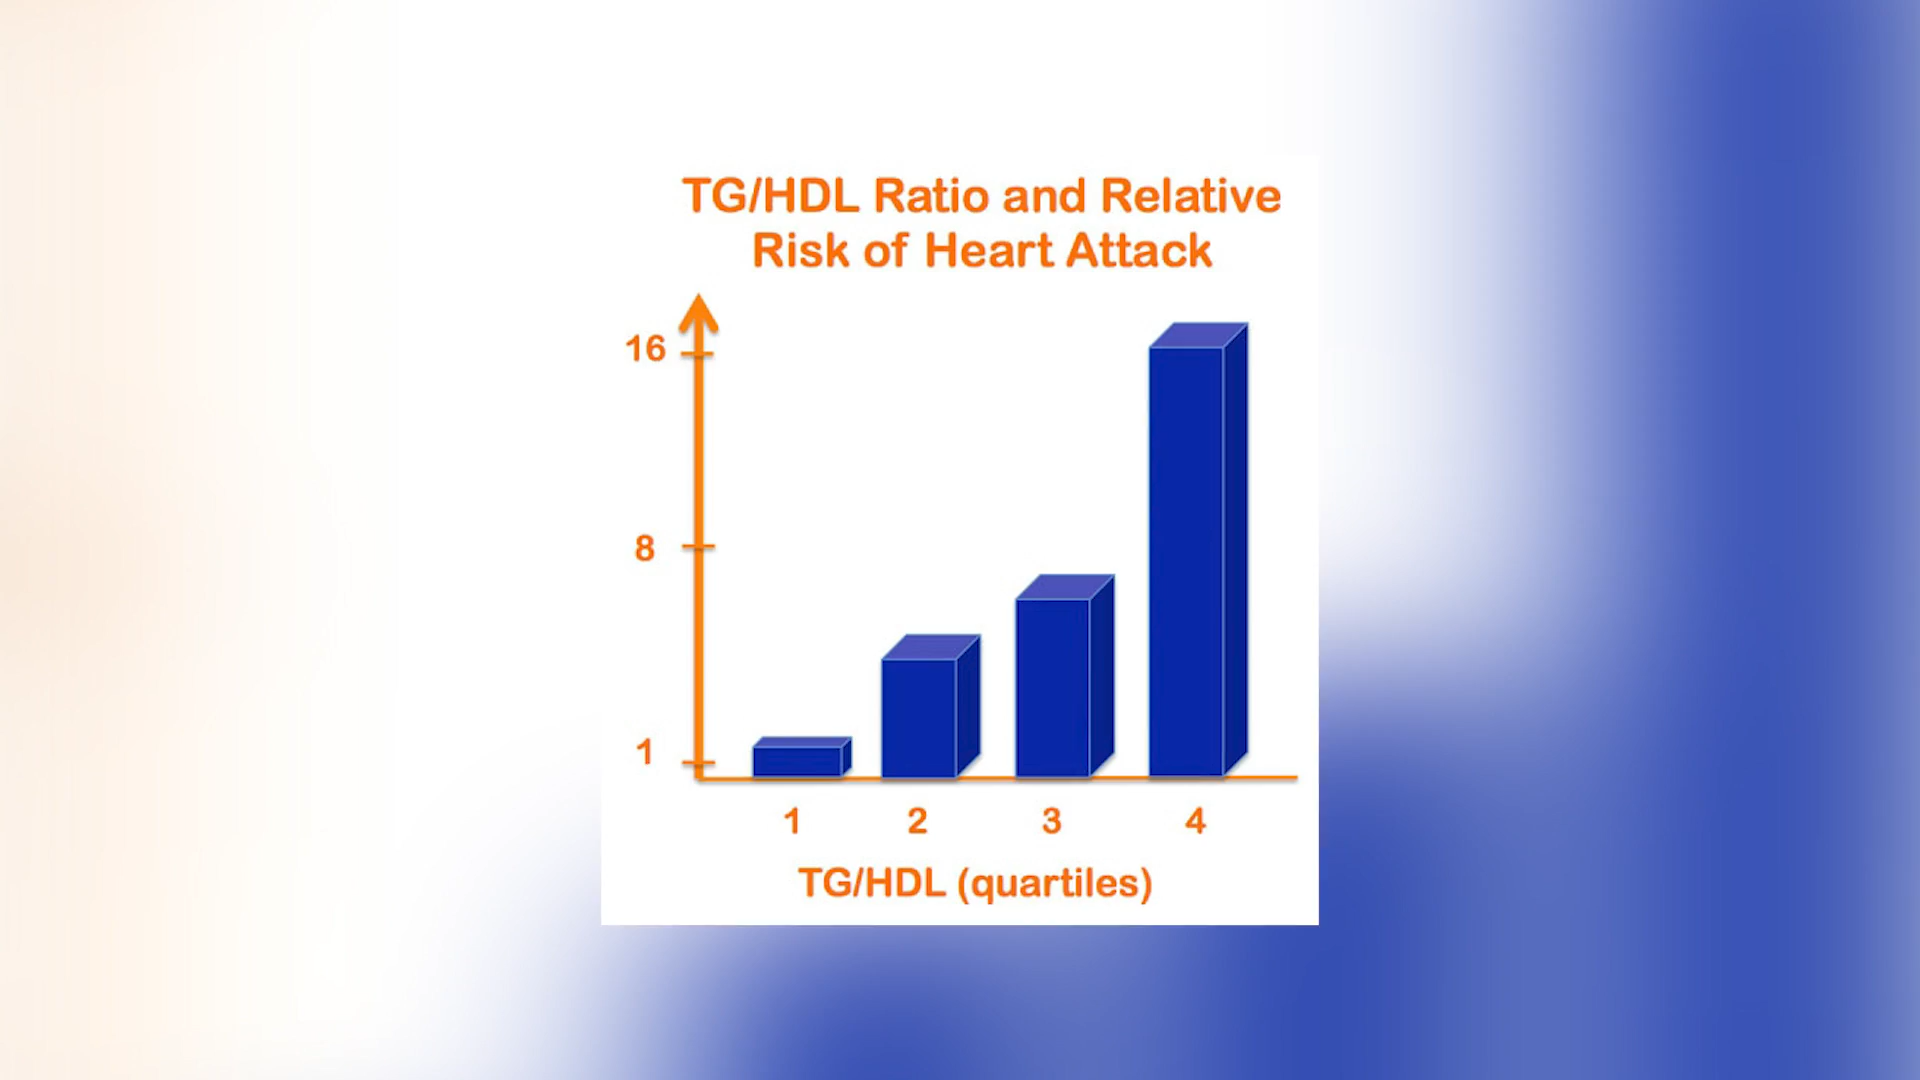 TG/HDL Ratio and Relative
Risk of Heart Attack
16
8
1
1 2 3 4
TG/HDL (quartiles)